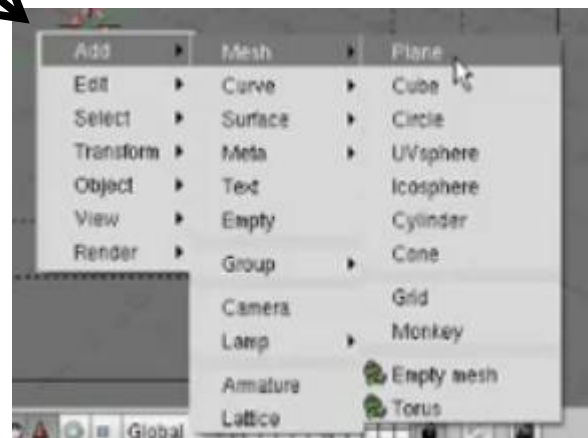 Add
Edit
Select
Transform
Object
View
Render
Mesh
Curve
Surface
Meta
Text
Empty
Group
Camera
Lamp
Armature
Lattice
Plane
Cube
Circle
UVsphere
Icosphere
Cylinder
Cone
Grid
Monkey
Empty mesh
Torus
Global